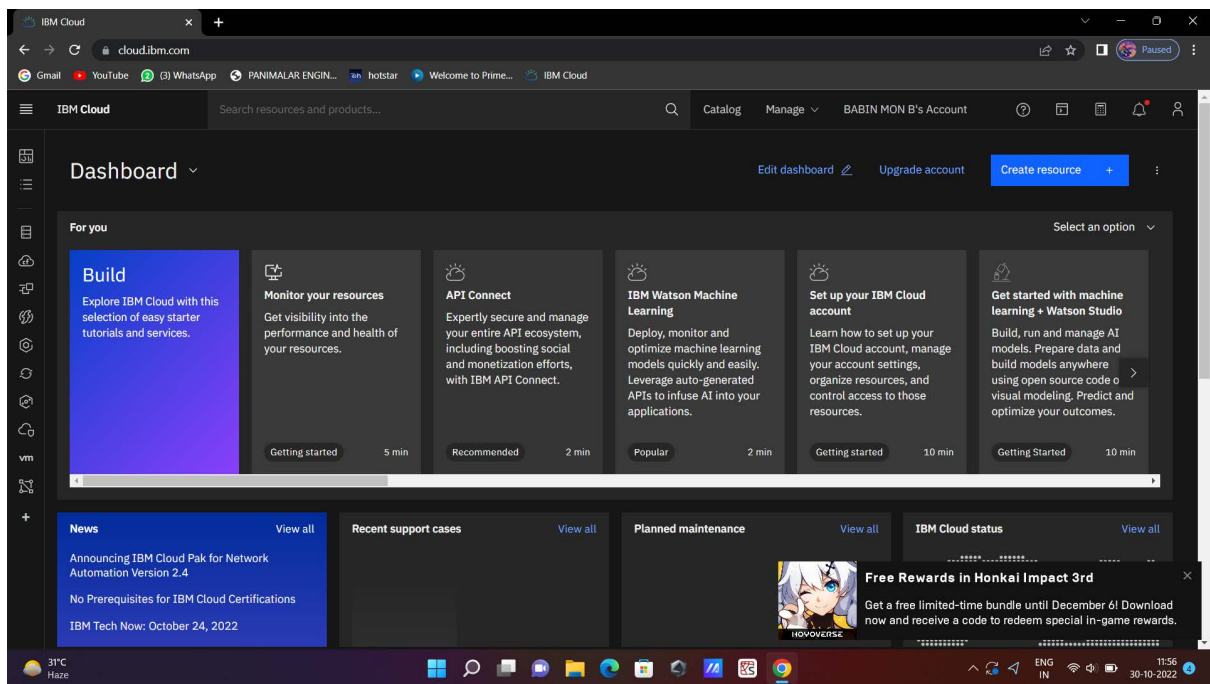 IBM Cloud
cloud.ibm.com
Paused
Gmail
YouTube
(3) WhatsApp
PANIMALAR ENGIN...
hotstar
Welcome to Prime...
IBM Cloud
IBM Cloud
Search resources and products...
Catalog
Manage
BABIN MON B's Account
Dashboard
Edit dashboard
Upgrade account
Create resource +
For you
Select an option
Build
Explore IBM Cloud with this
selection of easy starter
tutorials and services.
Monitor your resources
Get visibility into the
performance and health of
your resources.
Getting started
5 min
API Connect
Expertly secure and manage
your entire API ecosystem,
including boosting social
and monetization efforts,
with IBM API Connect.
Recommended
2 min
IBM Watson Machine
Learning
Deploy, monitor and
optimize machine learning
models quickly and easily.
Leverage auto-generated
APIs to infuse AI into your
applications.
Popular
2 min
Set up your IBM Cloud
account
Learn how to set up your
IBM Cloud account, manage
your account settings,
organize resources, and
control access to those
resources.
Getting started
10 min
Get started with machine
learning + Watson Studio
Build, run and manage AI
models. Prepare data and
build models anywhere
using open source code o
visual modeling. Predict and
optimize your outcomes.
Getting Started
10 min
vm
News
View all
Announcing IBM Cloud Pak for Network
Automation Version 2.4
No Prerequisites for IBM Cloud Certifications
IBM Tech Now: October 24, 2022
Recent support cases
View all
Planned maintenance
View all
IBM Cloud status
View all
HOYOVERSE
Free Rewards in Honkai Impact 3rd
Get a free limited-time bundle until December 6! Download
now and receive a code to redeem special in-game rewards.
31°C
Haze
ENG
IN
11:56
30-10-2022
4